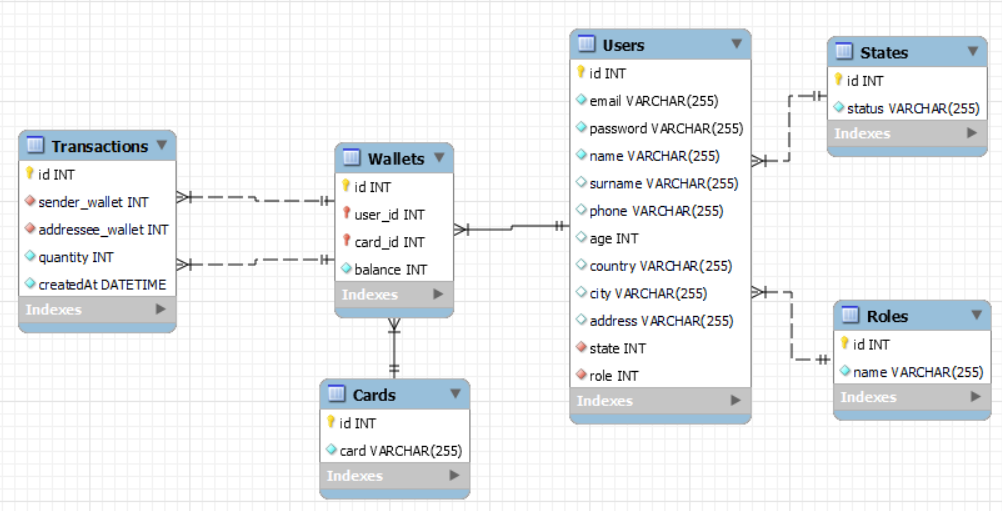 Transactions
id INT
sender_wallet INT
addressee_wallet INT
quantity INT
createdAt DATETIME
Indexes
Wallets
id INT
user_id INT
card_id INT
balance INT
Indexes
Cards
id INT
card VARCHAR(255)
Indexes
Users
id INT
email VARCHAR(255)
password VARCHAR(255)
name VARCHAR(255)
surname VARCHAR(255)
phone VARCHAR(255)
age INT
country VARCHAR(255)
city VARCHAR(255)
address VARCHAR(255)
state INT
role INT
Indexes
States
id INT
status VARCHAR(255)
Indexes
Roles
id INT
name VARCHAR(255)
Indexes